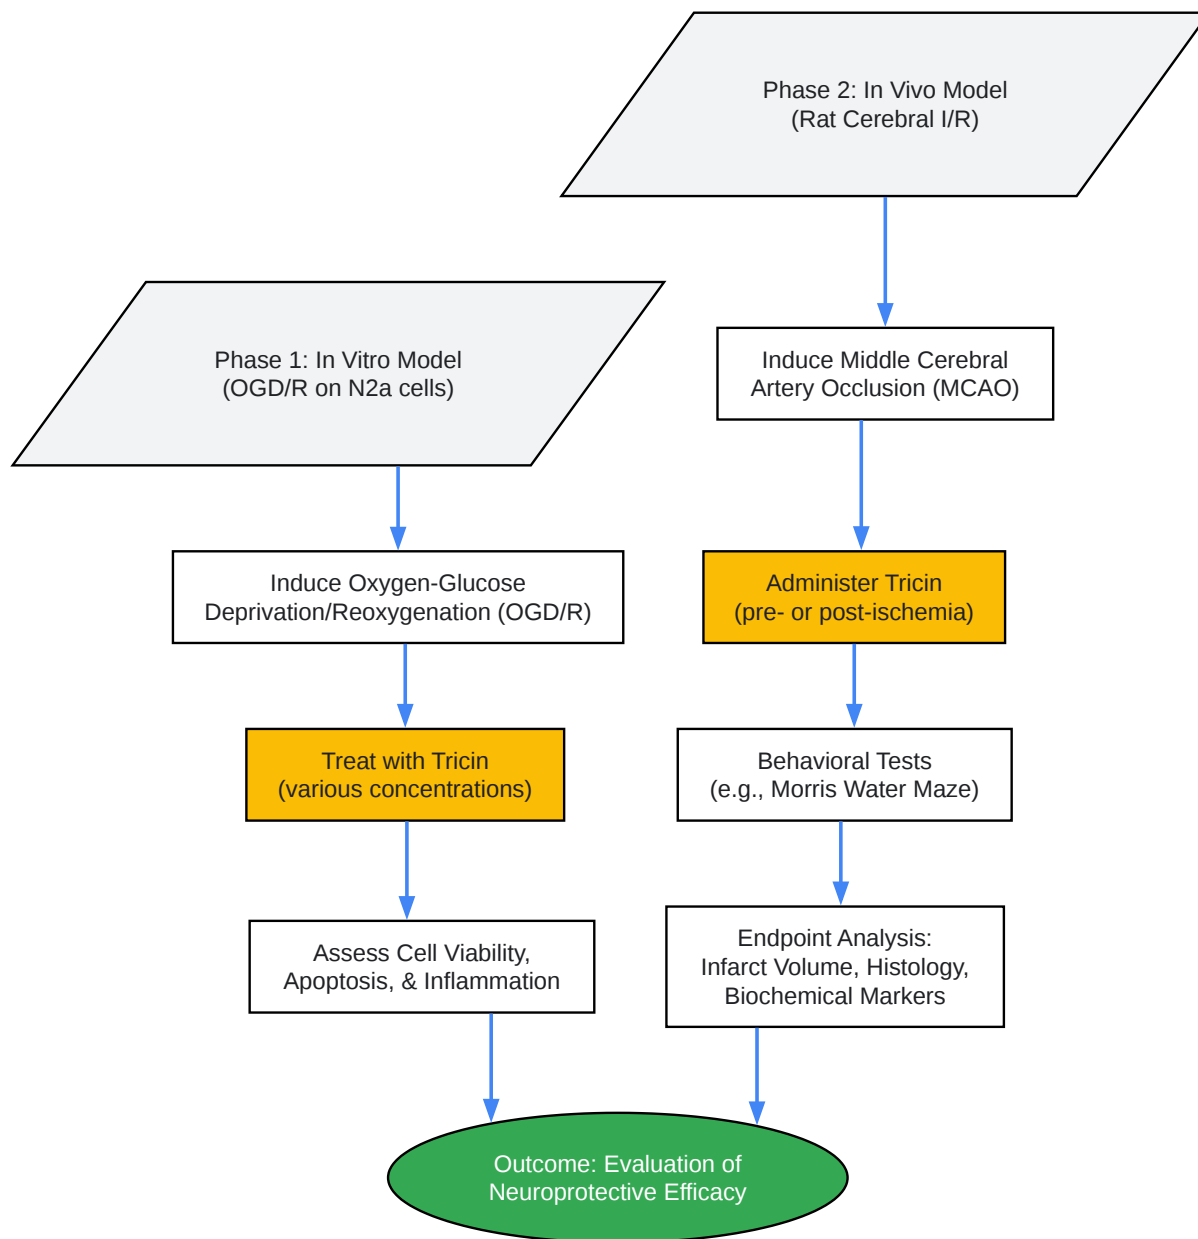 Phase 2: In Vivo Model
(Rat Cerebral I/R)
Phase 1: In Vitro Model
(OGD/R on N2a cells)
Induce Middle Cerebral
Artery Occlusion (MCAO)
Induce Oxygen-Glucose
Deprivation/Reoxygenation (OGD/R)
Administer Tricin
(pre- or post-ischemia)
Treat with Tricin
(various concentrations)
Behavioral Tests
(e.g., Morris Water Maze)
Assess Cell Viability,
Apoptosis, & Inflammation
Endpoint Analysis:
Infarct Volume, Histology,
Biochemical Markers
Outcome: Evaluation of
Neuroprotective Efficacy